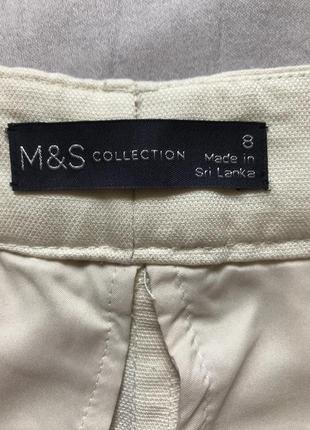 M&S COLLECTION 8
Made in
Sri Lanka